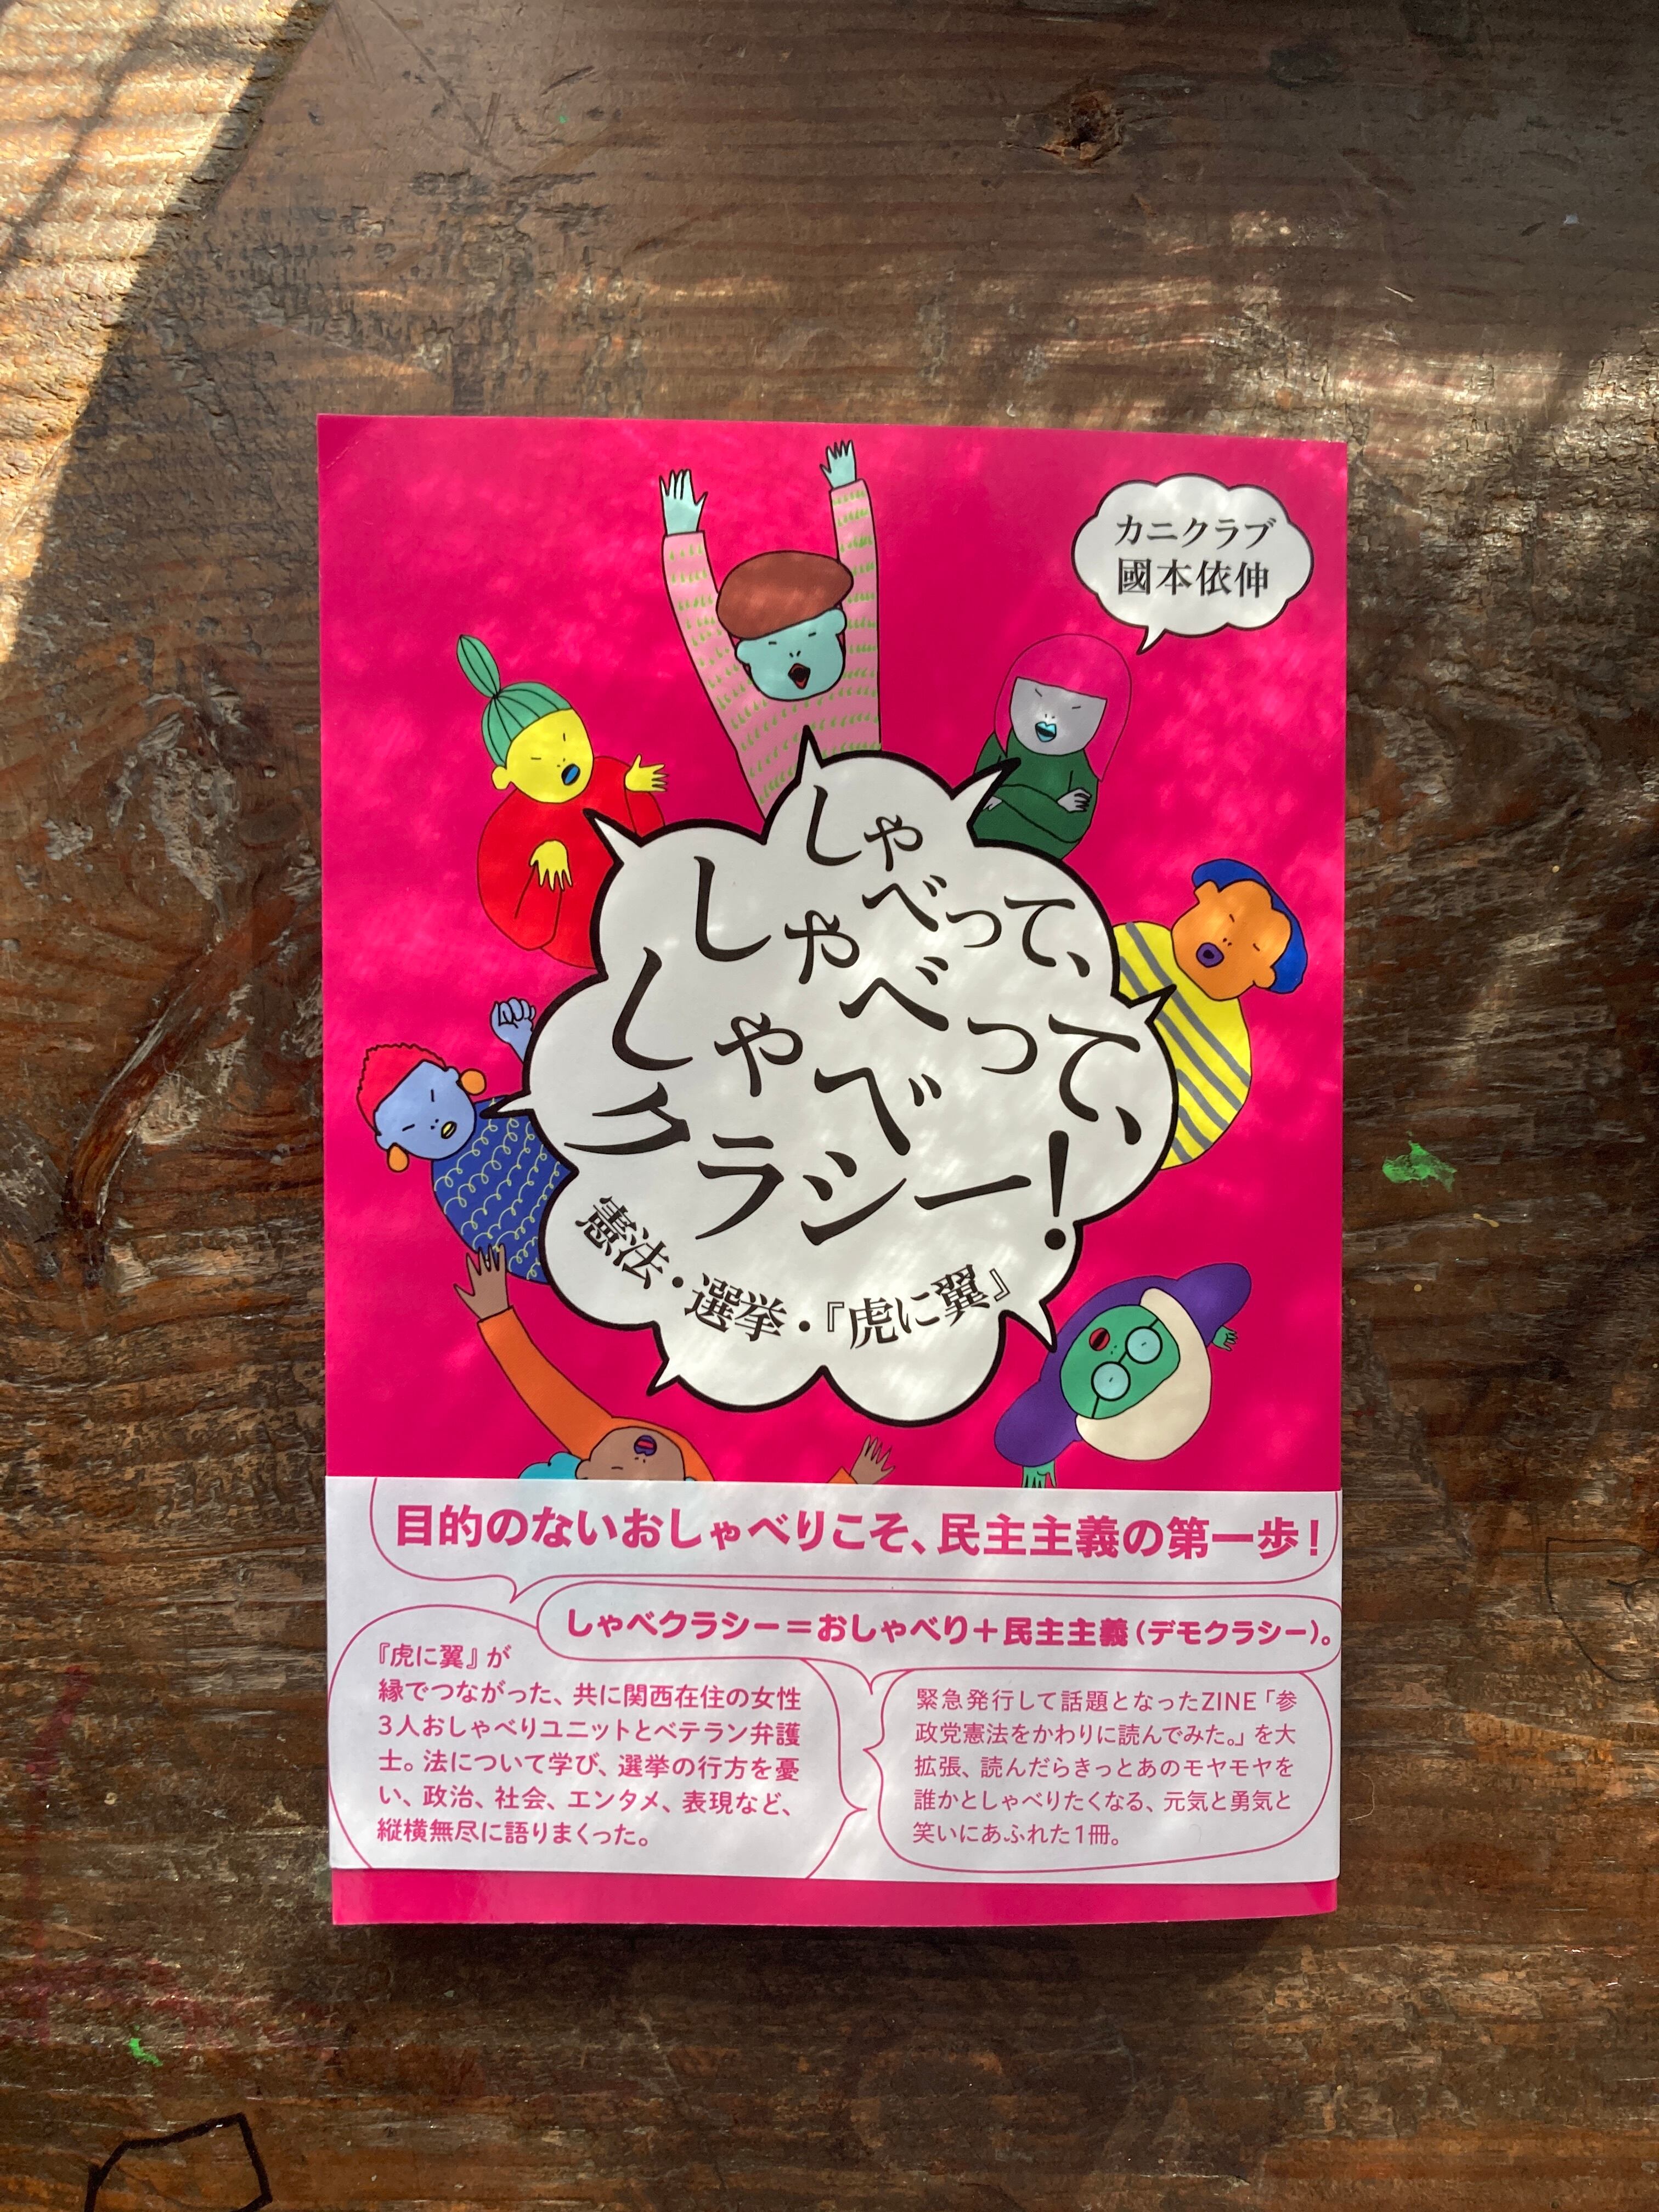 カニクラブ
國本依伸
しゃべって、
しゃべって、
しゃべ
クラシー!
憲法・選挙・『虎に翼』
目的のないおしゃべりこそ、民主主義の第一歩!
しゃべクラシー=おしゃべり+民主主義(デモクラシー)。
『虎に翼』が
縁でつながった、共に関西在住の女性
3人おしゃべりユニットとベテラン弁護
士。法について学び、選挙の行方を憂
い、政治、社会、エンタメ、表現など、
縦横無尽に語りまくった。
緊急発行して話題となったZINE「参
政党憲法をかわりに読んでみた。」を大
拡張、読んだらきっとあのモヤモヤを
誰かとしゃべりたくなる、元気と勇気と
笑いにあふれた1冊。